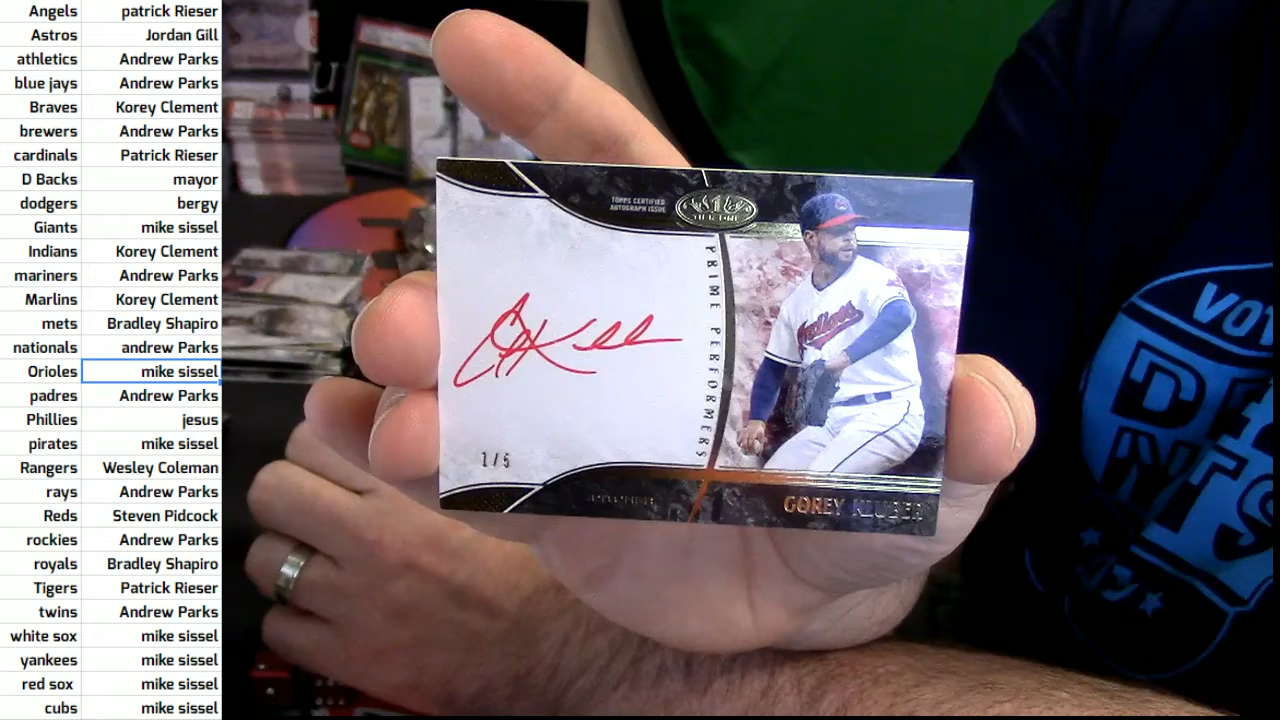 Angels patrick Rieser
Astros Jordan Gill
athletics Andrew Parks
blue jays Andrew Parks
Braves Korey Clement
brewers Andrew Parks
cardinals Patrick Rieser
D Backs mayor
dodgers bergy
Giants mike sissel
Indians Korey Clement
mariners Andrew Parks
Marlins Korey Clement
mets Bradley Shapiro
nationals andrew Parks
Orioles mike sissel
padres Andrew Parks
Phillies jesus
pirates mike sissel
Rangers Wesley Coleman
rays Andrew Parks
Reds Steven Pidcock
rockies Andrew Parks
royals Bradley Shapiro
Tigers Patrick Rieser
twins Andrew Parks
white sox mike sissel
yankees mike sissel
red sox mike sissel
cubs mike sissel
TOPPS CERTIFIED
AUTOGRAPH ISSUE
TIER ONE
PRIME PERFORMERS
Indians
1/5
PITCHER
COREY KLUBER